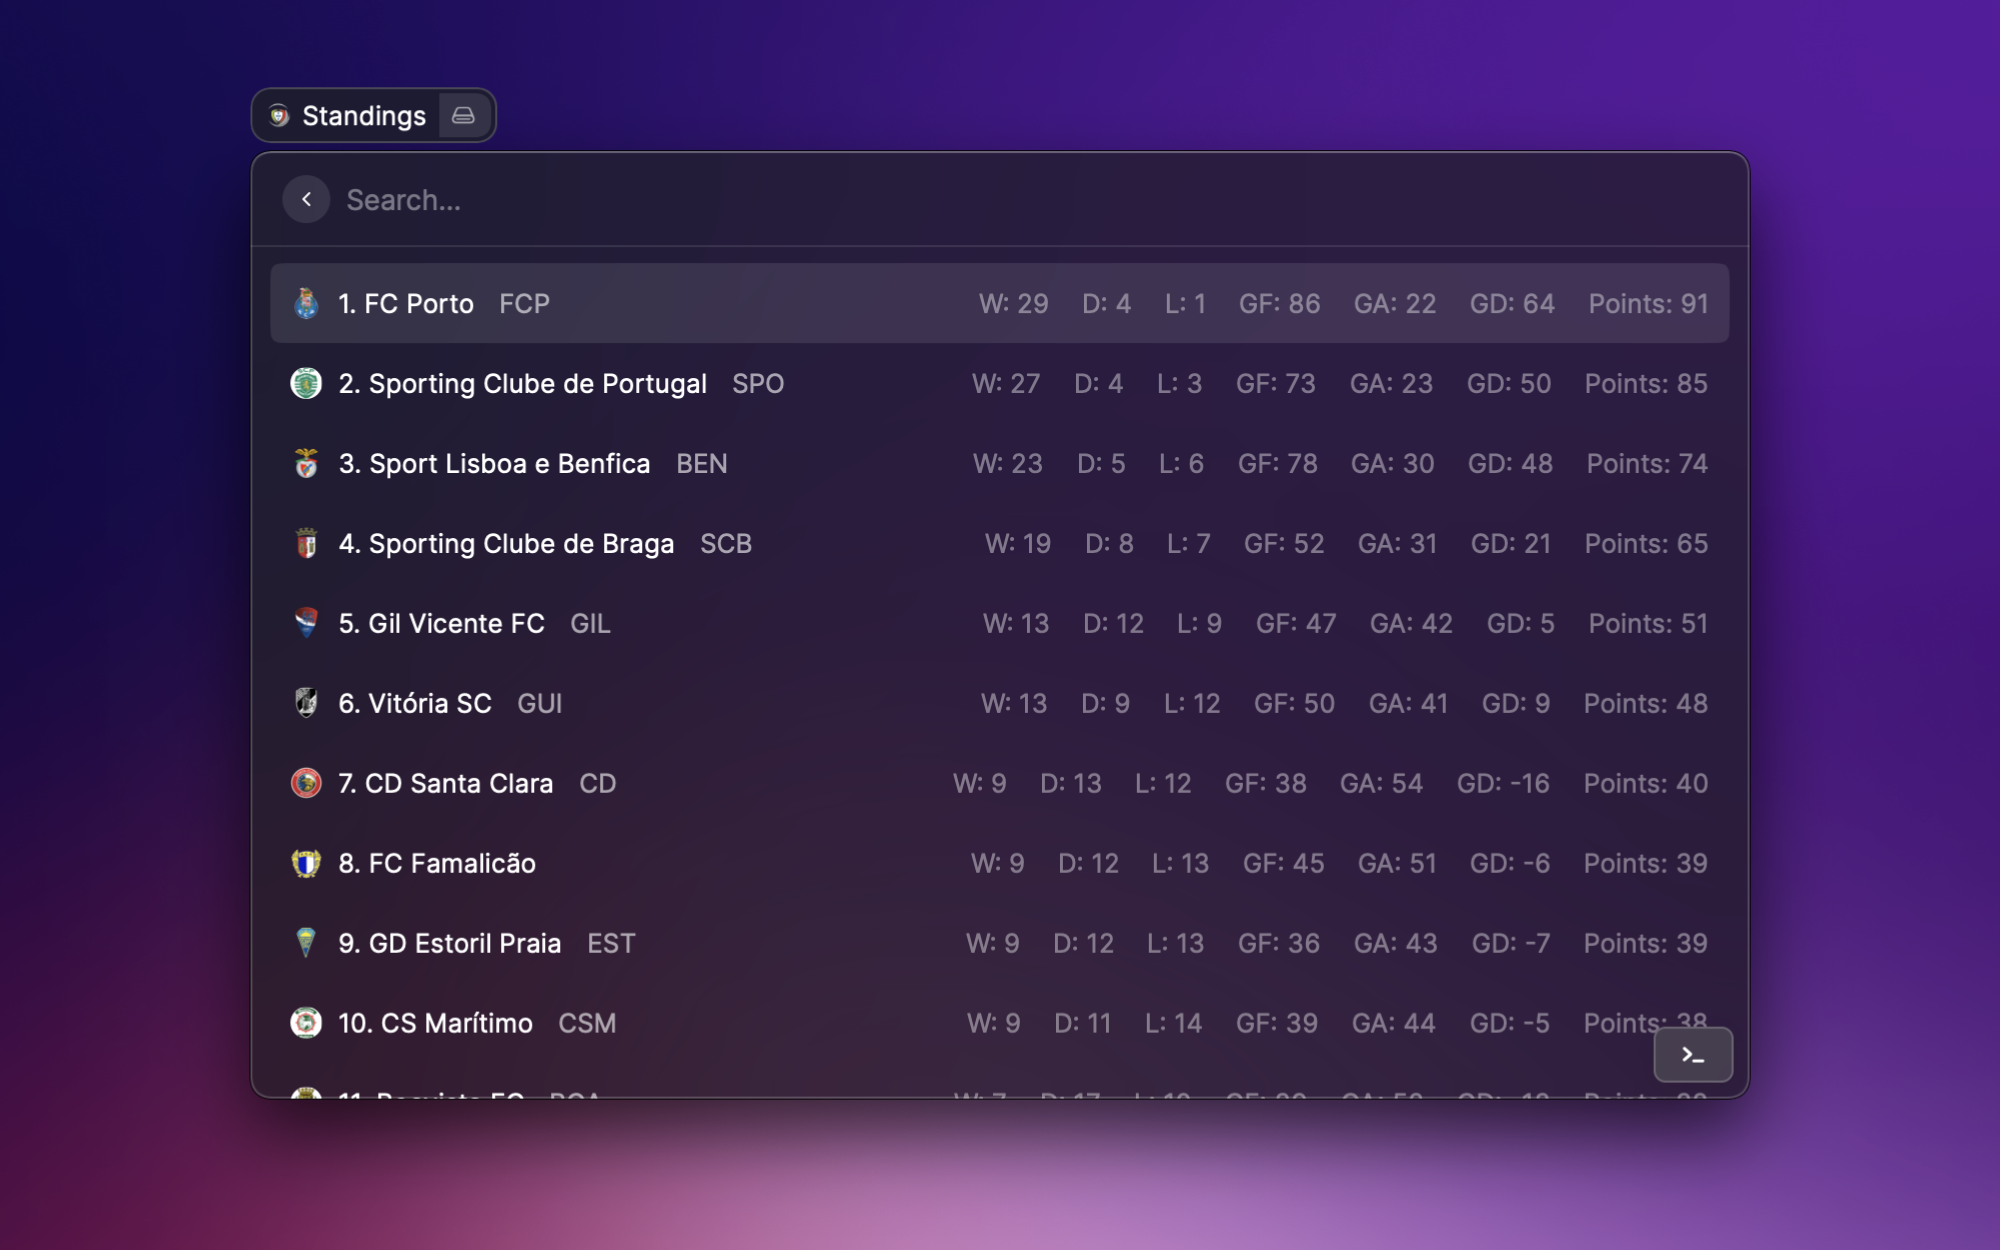 Standings
Search...
1. FC Porto FCP W: 29 D: 4 L: 1 GF: 86 GA: 22 GD: 64 Points: 91
2. Sporting Clube de Portugal SPO W: 27 D: 4 L: 3 GF: 73 GA: 23 GD: 50 Points: 85
3. Sport Lisboa e Benfica BEN W: 23 D: 5 L: 6 GF: 78 GA: 30 GD: 48 Points: 74
4. Sporting Clube de Braga SCB W: 19 D: 8 L: 7 GF: 52 GA: 31 GD: 21 Points: 65
5. Gil Vicente FC GIL W: 13 D: 12 L: 9 GF: 47 GA: 42 GD: 5 Points: 51
6. Vitória SC GUI W: 13 D: 9 L: 12 GF: 50 GA: 41 GD: 9 Points: 48
7. CD Santa Clara CD W: 9 D: 13 L: 12 GF: 38 GA: 54 GD: -16 Points: 40
8. FC Famalicão W: 9 D: 12 L: 13 GF: 45 GA: 51 GD: -6 Points: 39
9. GD Estoril Praia EST W: 9 D: 12 L: 13 GF: 36 GA: 43 GD: -7 Points: 39
10. CS Marítimo CSM W: 9 D: 11 L: 14 GF: 39 GA: 44 GD: -5 Points: 38